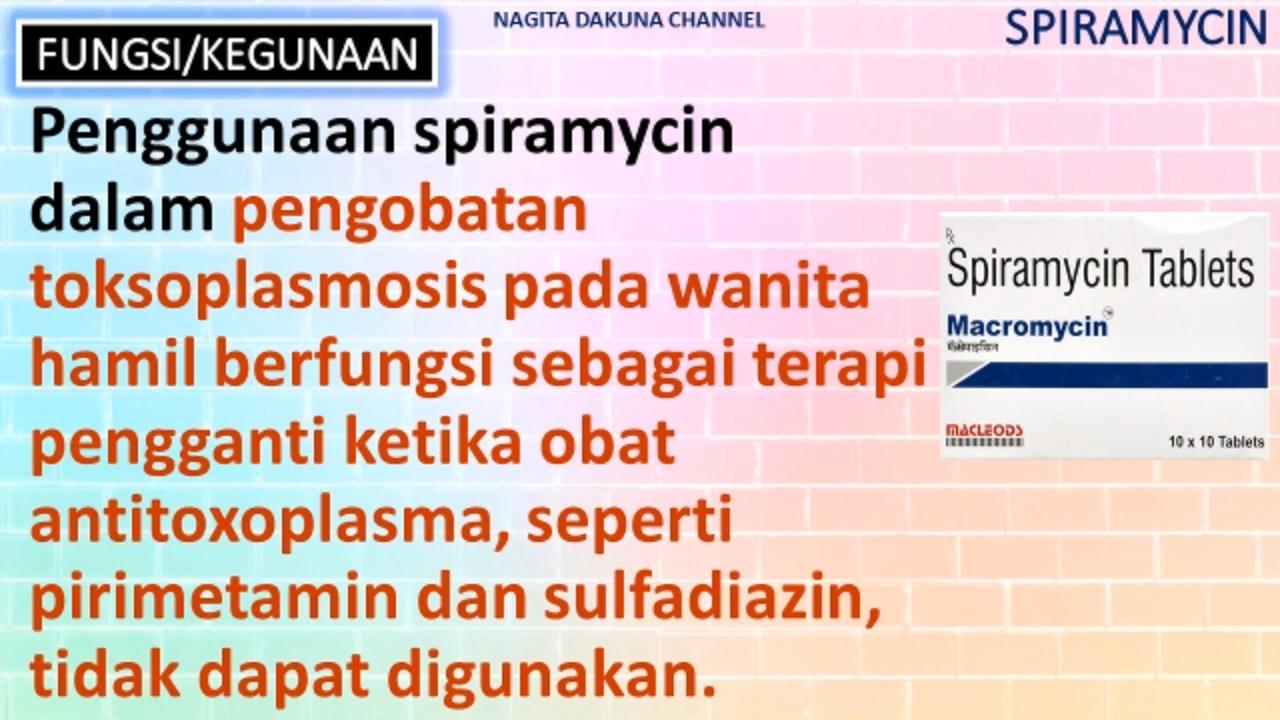 NAGITA DAKUNA CHANNEL
SPIRAMYCIN
FUNGSI/KEGUNAAN
Penggunaan spiramycin
dalam pengobatan
toksoplasmosis pada wanita
hamil berfungsi sebagai terapi
pengganti ketika obat
antitoxoplasma, seperti
pirimetamin dan sulfadiazin,
tidak dapat digunakan.
Rx
Spiramycin Tablets
Macromycin
MACLEODS
10 x 10 Tablets